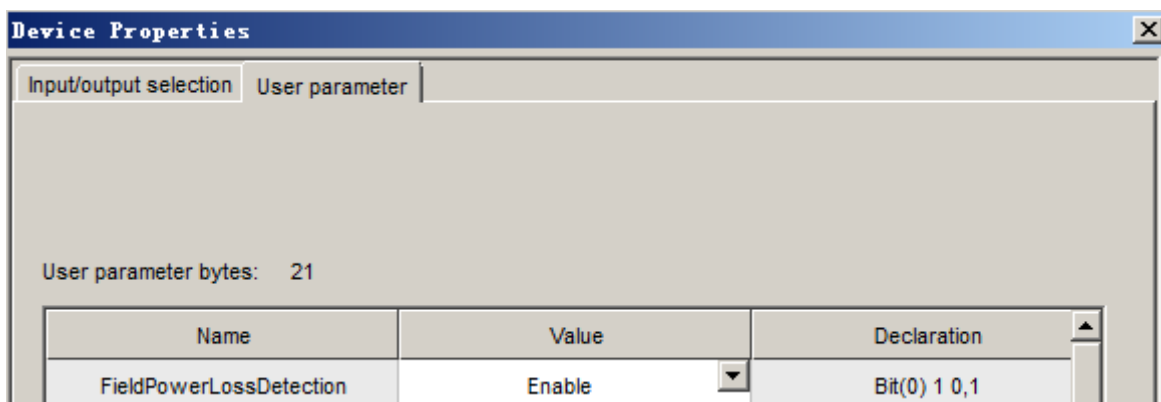 Device Properties
Input/output selection User parameter
User parameter bytes: 21
Name Value Declaration
FieldPowerLossDetection Enable Bit(0) 1 0,1